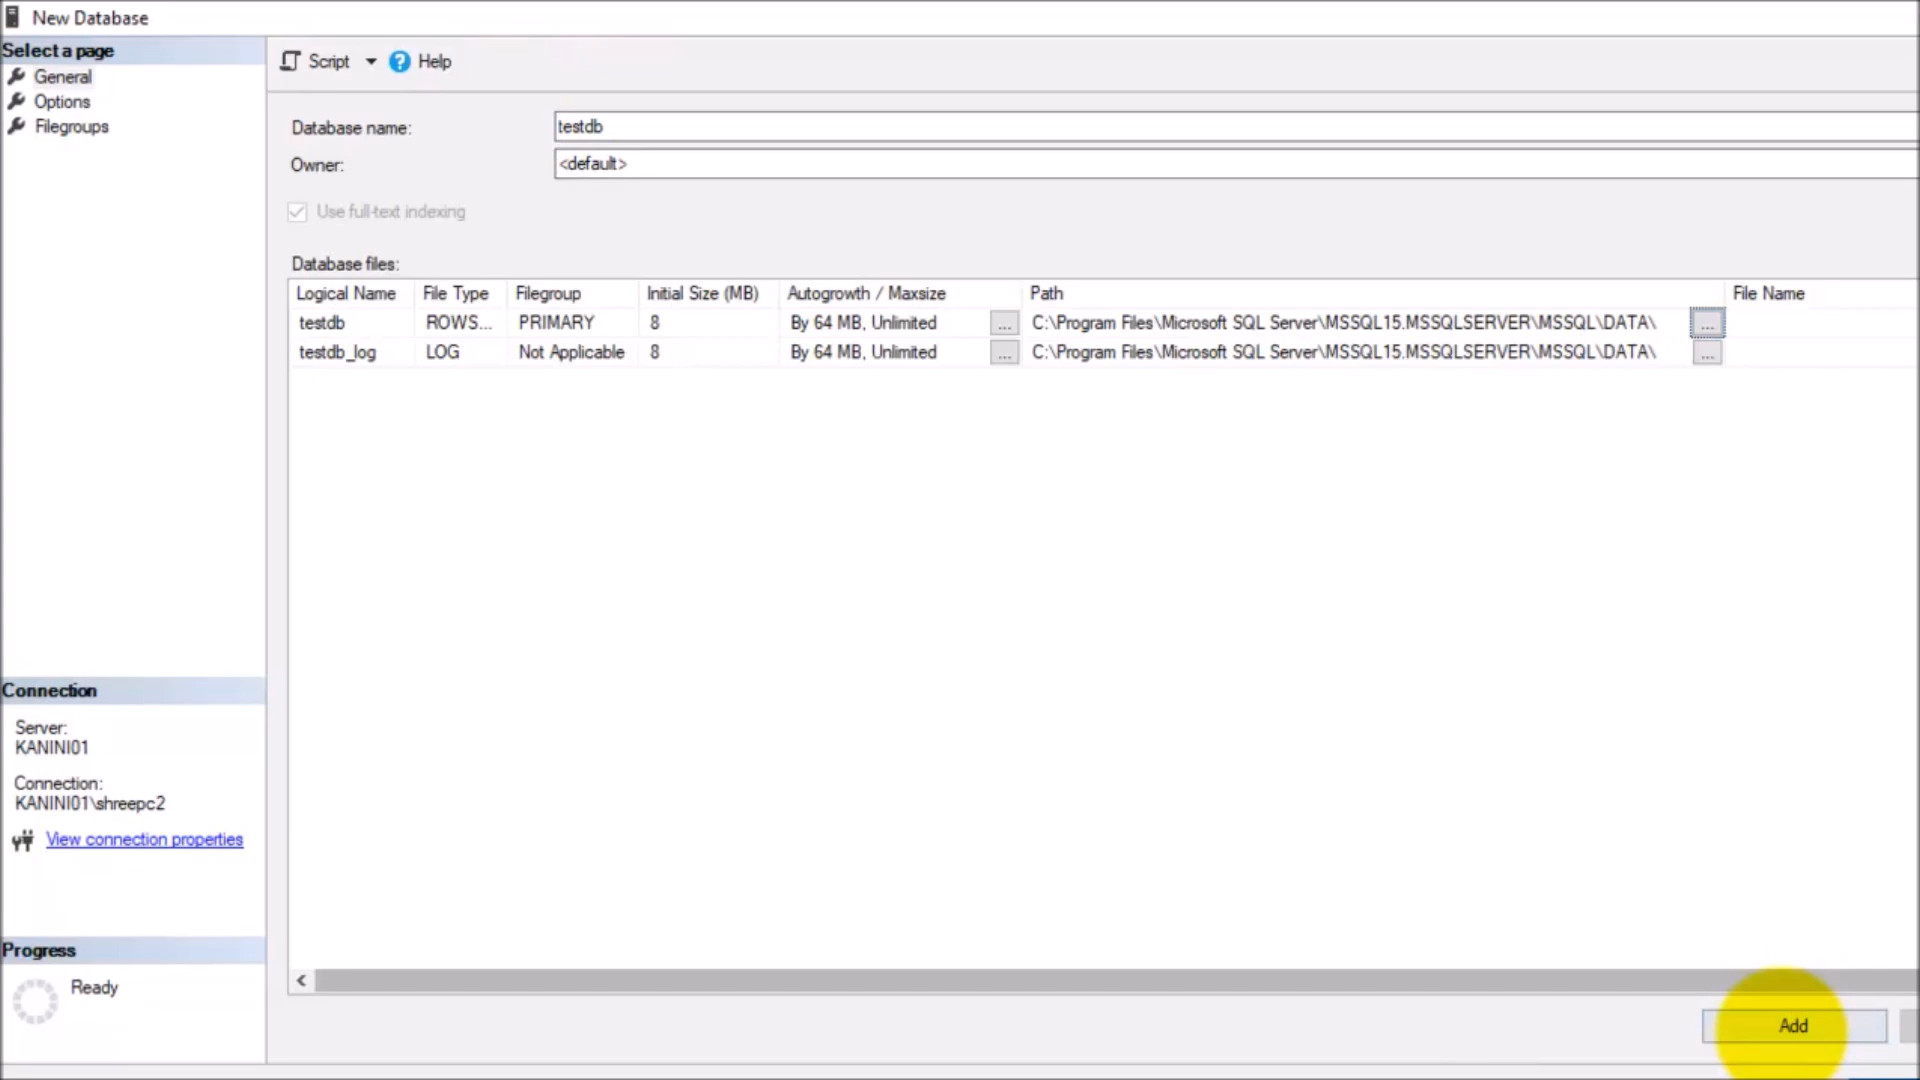 New Database
Select a page
General
Options
Filegroups
Script
Help
Database name:
testdb
Owner:
<default>
Use full-text indexing
Database files:
Logical Name File Type Filegroup Initial Size (MB) Autogrowth / Maxsize Path File Name
testdb ROWS... PRIMARY 8 By 64 MB, Unlimited ... C:\Program Files\Microsoft SQL Server\MSSQL15.MSSQLSERVER\MSSQL\DATA\ ...
testdb_log LOG Not Applicable 8 By 64 MB, Unlimited ... C:\Program Files\Microsoft SQL Server\MSSQL15.MSSQLSERVER\MSSQL\DATA\ ...
Connection
Server:
KANINI01
Connection:
KANINI01\shreepc2
View connection properties
Progress
Ready
Add